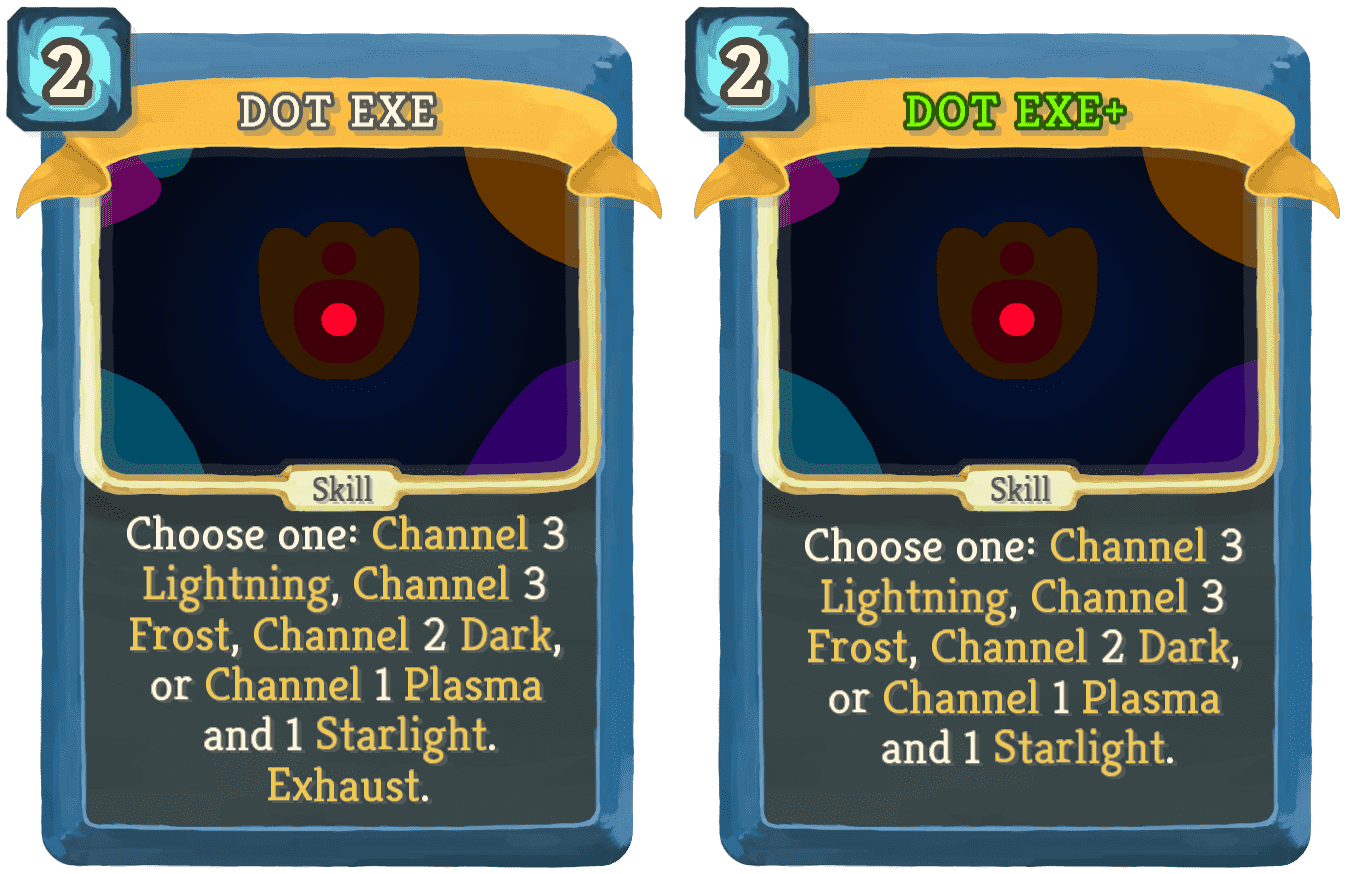 2
DOT EXE
Skill
Choose one: Channel 3
Lightning, Channel 3
Frost, Channel 2 Dark,
or Channel 1 Plasma
and 1 Starlight.
Exhaust.
2
DOT EXE+
Skill
Choose one: Channel 3
Lightning, Channel 3
Frost, Channel 2 Dark,
or Channel 1 Plasma
and 1 Starlight.